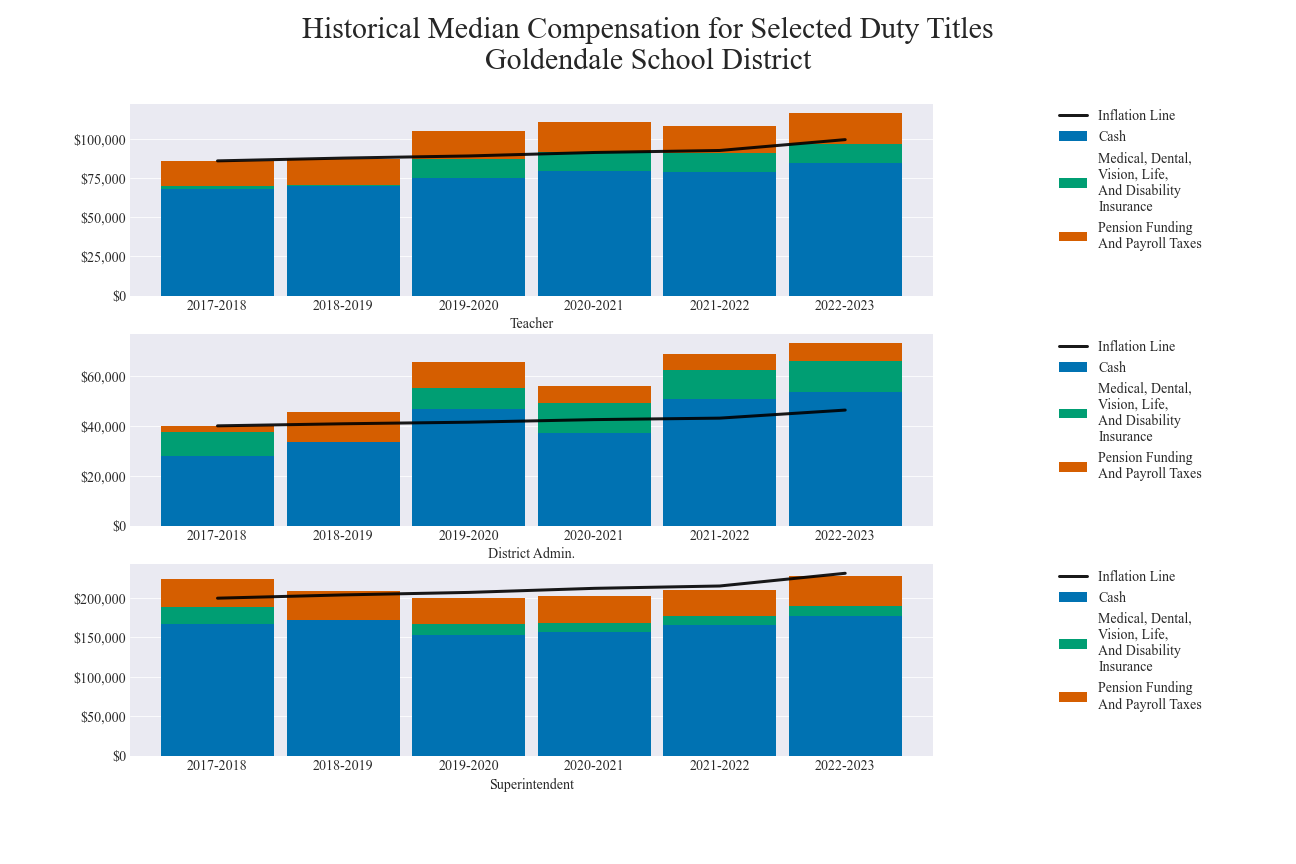 Historical Median Compensation for Selected Duty Titles
Goldendale School District
$100,000
$75,000
$50,000
$25,000
$0
2017-2018
2018-2019
2019-2020
2020-2021
2021-2022
2022-2023
Teacher
Inflation Line
Cash
Medical, Dental,
Vision, Life,
And Disability
Insurance
Pension Funding
And Payroll Taxes
$60,000
$40,000
$20,000
$0
2017-2018
2018-2019
2019-2020
2020-2021
2021-2022
2022-2023
District Admin.
Inflation Line
Cash
Medical, Dental,
Vision, Life,
And Disability
Insurance
Pension Funding
And Payroll Taxes
$200,000
$150,000
$100,000
$50,000
$0
2017-2018
2018-2019
2019-2020
2020-2021
2021-2022
2022-2023
Superintendent
Inflation Line
Cash
Medical, Dental,
Vision, Life,
And Disability
Insurance
Pension Funding
And Payroll Taxes